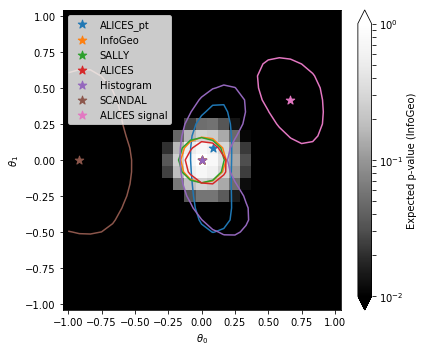 1.00
0.75
0.50
0.25
0.00
−0.25
−0.50
−0.75
−1.00
θ₁
ALICES_pt
InfoGeo
SALLY
ALICES
Histogram
SCANDAL
ALICES signal
−1.00 −0.75 −0.50 −0.25 0.00 0.25 0.50 0.75 1.00
θ₀
10⁰
10⁻¹
10⁻²
Expected p-value (InfoGeo)